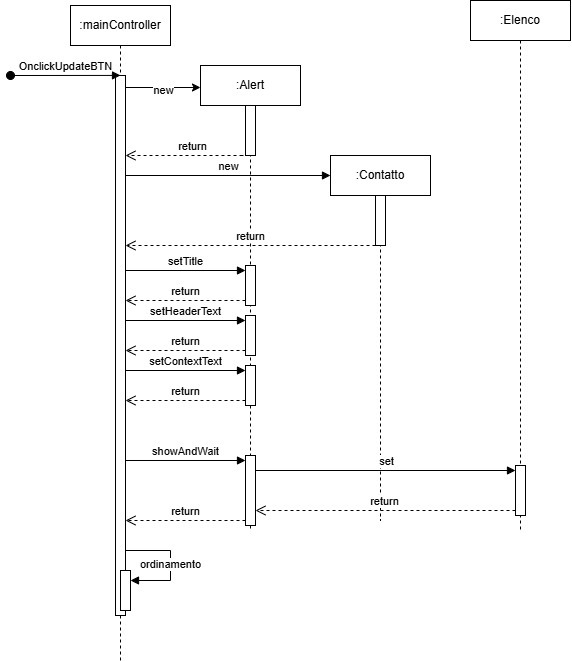 :mainController
:Elenco
OnclickUpdateBTN
new
:Alert
return
new
:Contatto
return
setTitle
return
setHeaderText
return
setContextText
return
showAndWait
set
return
return
ordinamento